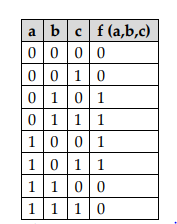 a b c f (a,b,c)
0 0 0 0
0 0 1 0
0 1 0 1
0 1 1 1
1 0 0 1
1 0 1 1
1 1 0 0
1 1 1 0
.